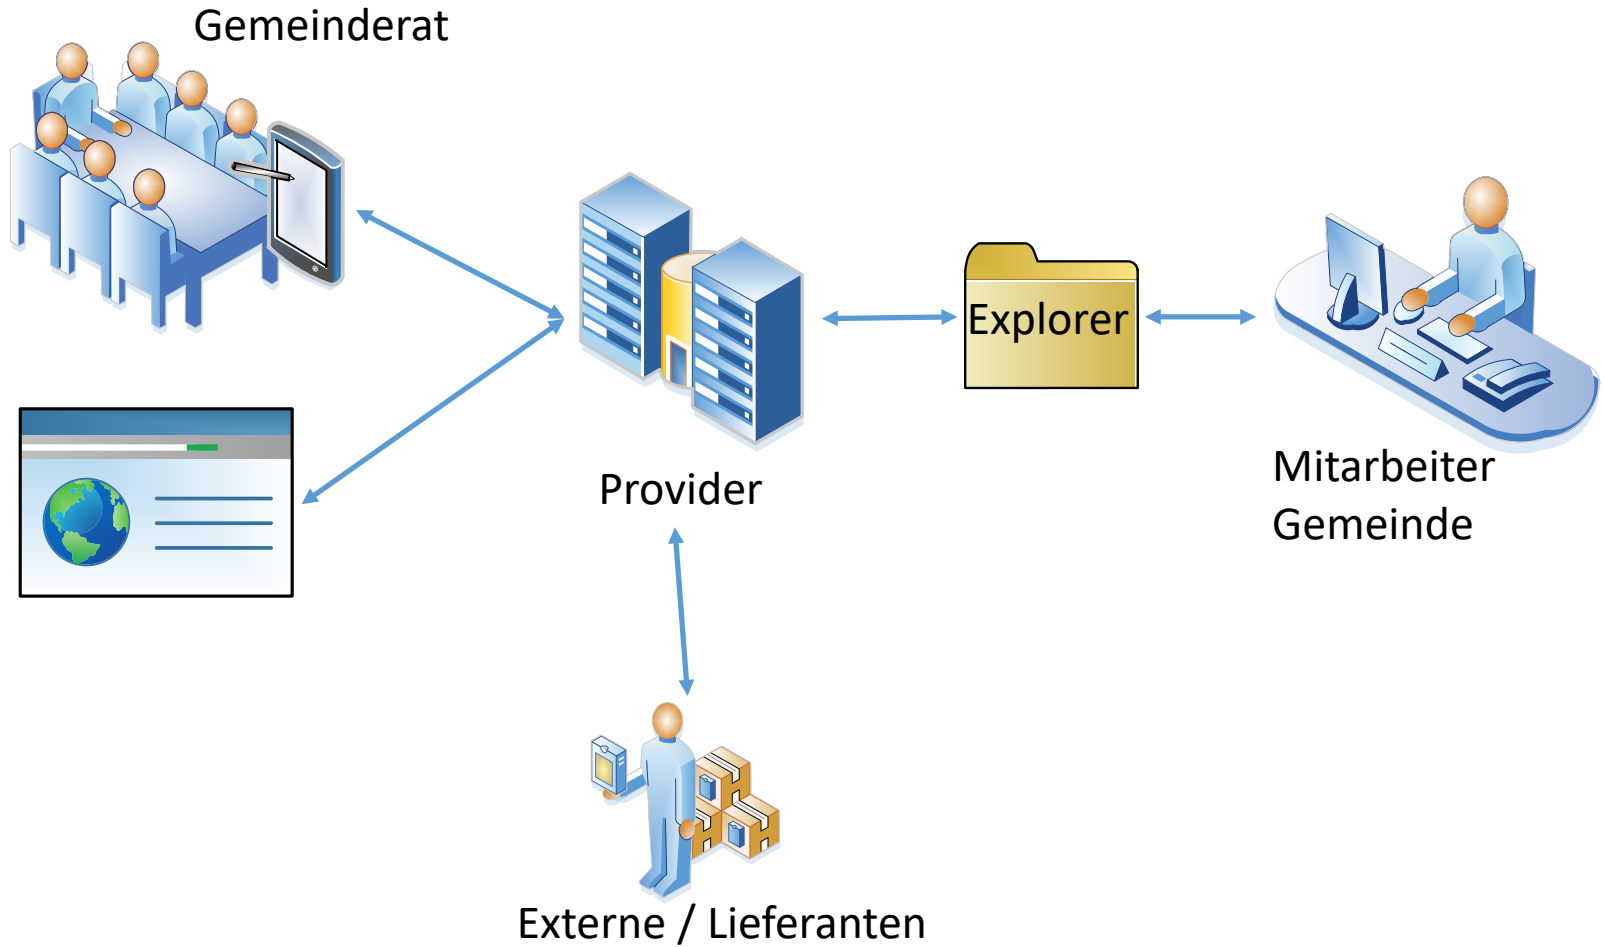 Gemeinderat
Explorer
Provider
Mitarbeiter
Gemeinde
Externe / Lieferanten